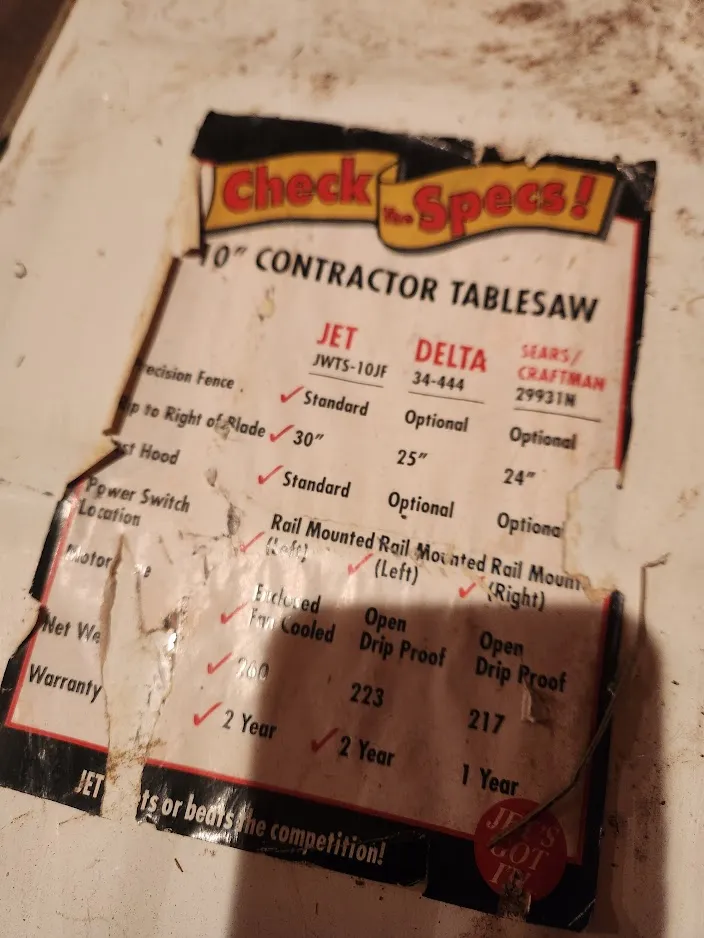 Check The Specs!
10" CONTRACTOR TABLESAW
JET DELTA SEARS/
CRAFTMAN
JWTS-10JF 34-444 29931N
recision Fence ✓ Standard Optional Optional
ip to Right of Blade ✓ 30" 25" 24"
st Hood ✓ Standard Optional Optiona
Power Switch
Location ✓ Rail Mounted ✓ Rail Mounted ✓ Rail Mount
(Left) (Left) (Right)
Motor e ✓ Enclosed Open Open
Fan Cooled Drip Proof Drip Proof
Net We ✓ 260 223 217
Warranty ✓ 2 Year ✓ 2 Year 1 Year
JET ts or beats the competition!
JET'S
GOT
IT!